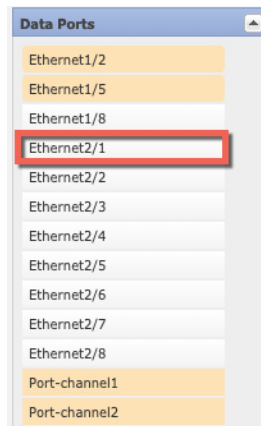 Data Ports
Ethernet1/2
Ethernet1/5
Ethernet1/8
Ethernet2/1
Ethernet2/2
Ethernet2/3
Ethernet2/4
Ethernet2/5
Ethernet2/6
Ethernet2/7
Ethernet2/8
Port-channel1
Port-channel2